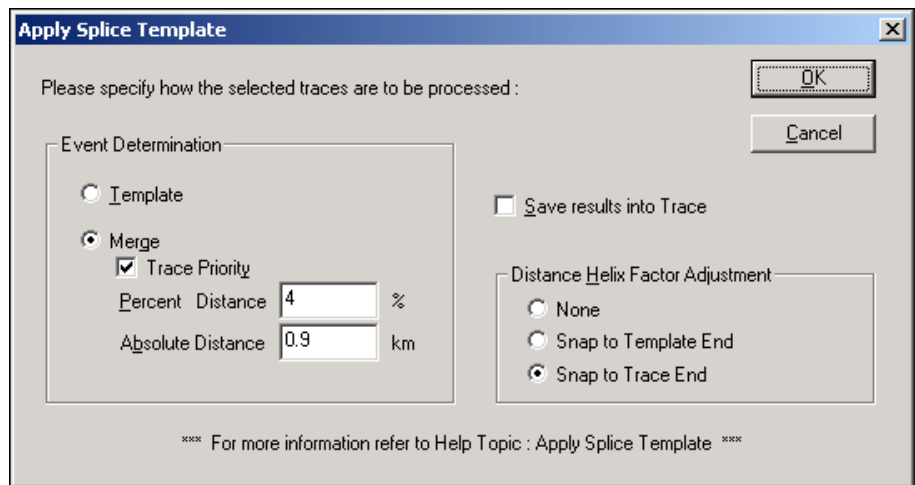 Apply Splice Template
Please specify how the selected traces are to be processed :
OK
Cancel
Event Determination
Template
Merge
Trace Priority
Percent Distance 4 %
Absolute Distance 0.9 km
Save results into Trace
Distance Helix Factor Adjustment
None
Snap to Template End
Snap to Trace End
*** For more information refer to Help Topic : Apply Splice Template ***